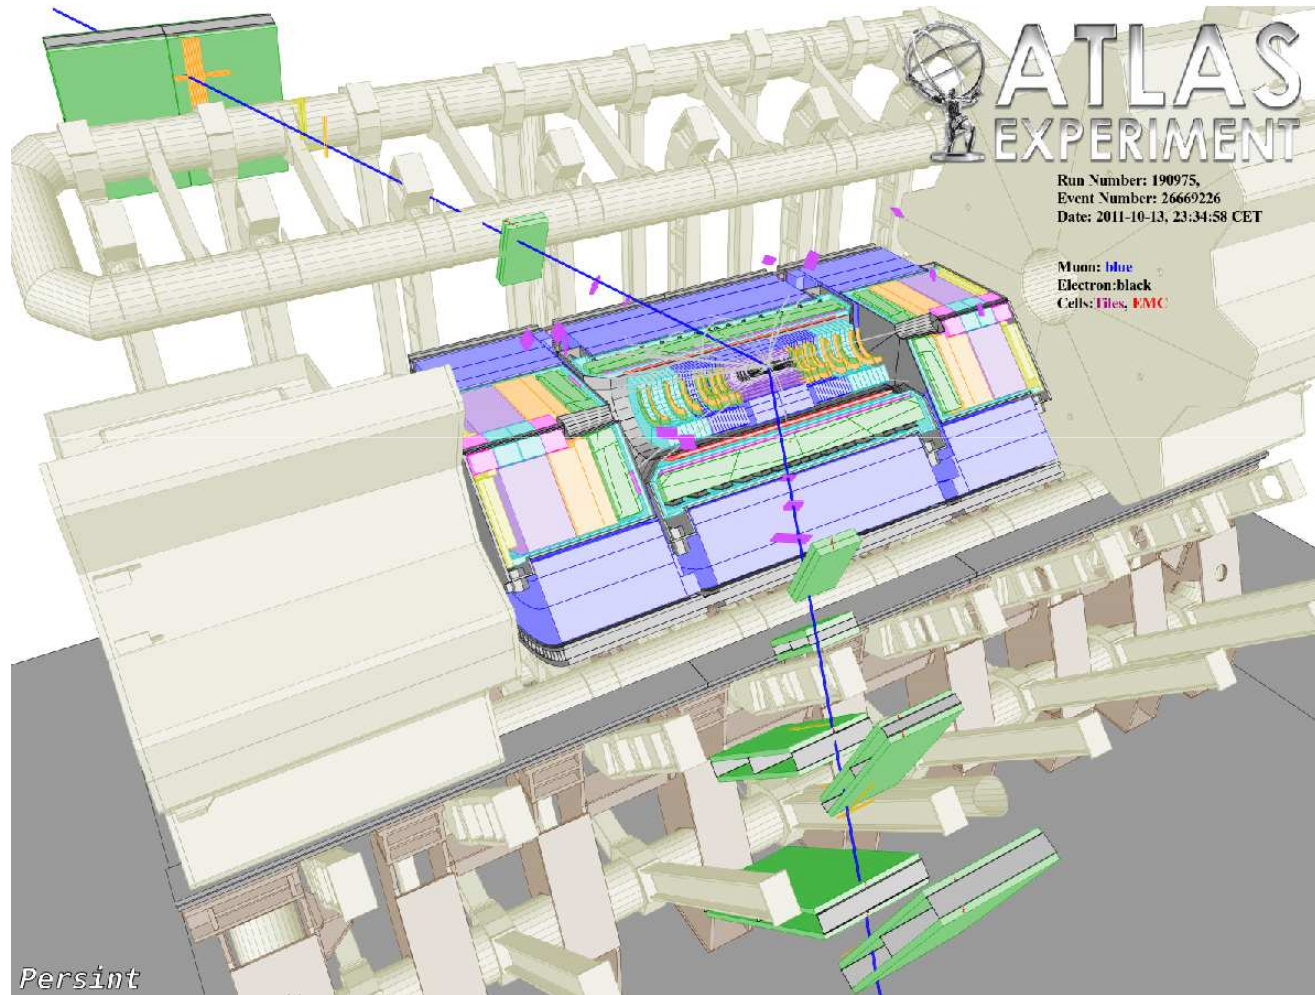 ATLAS
EXPERIMENT
Run Number: 190975,
Event Number: 26669226
Date: 2011-10-13, 23:34:58 CET
Muon: blue
Electron:black
Cells:Tiles, EMC
Persint